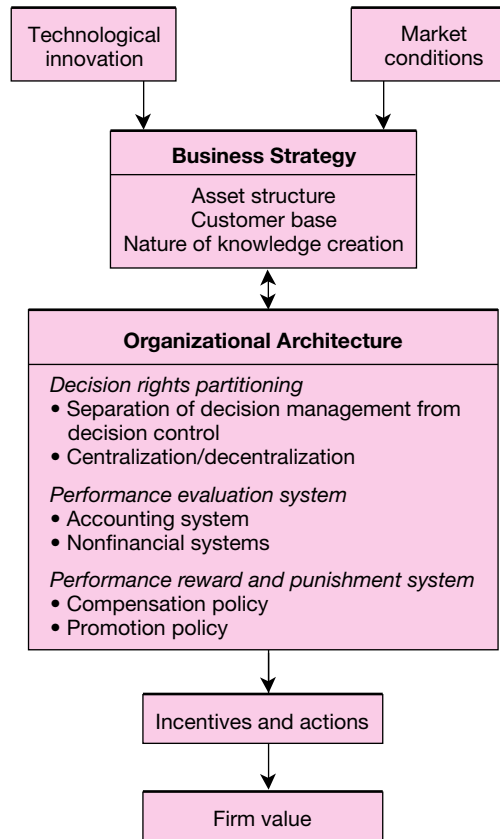 Technological
innovation
Market
conditions
Business Strategy
Asset structure
Customer base
Nature of knowledge creation
Organizational Architecture
Decision rights partitioning
• Separation of decision management from
decision control
• Centralization/decentralization
Performance evaluation system
• Accounting system
• Nonfinancial systems
Performance reward and punishment system
• Compensation policy
• Promotion policy
Incentives and actions
Firm value